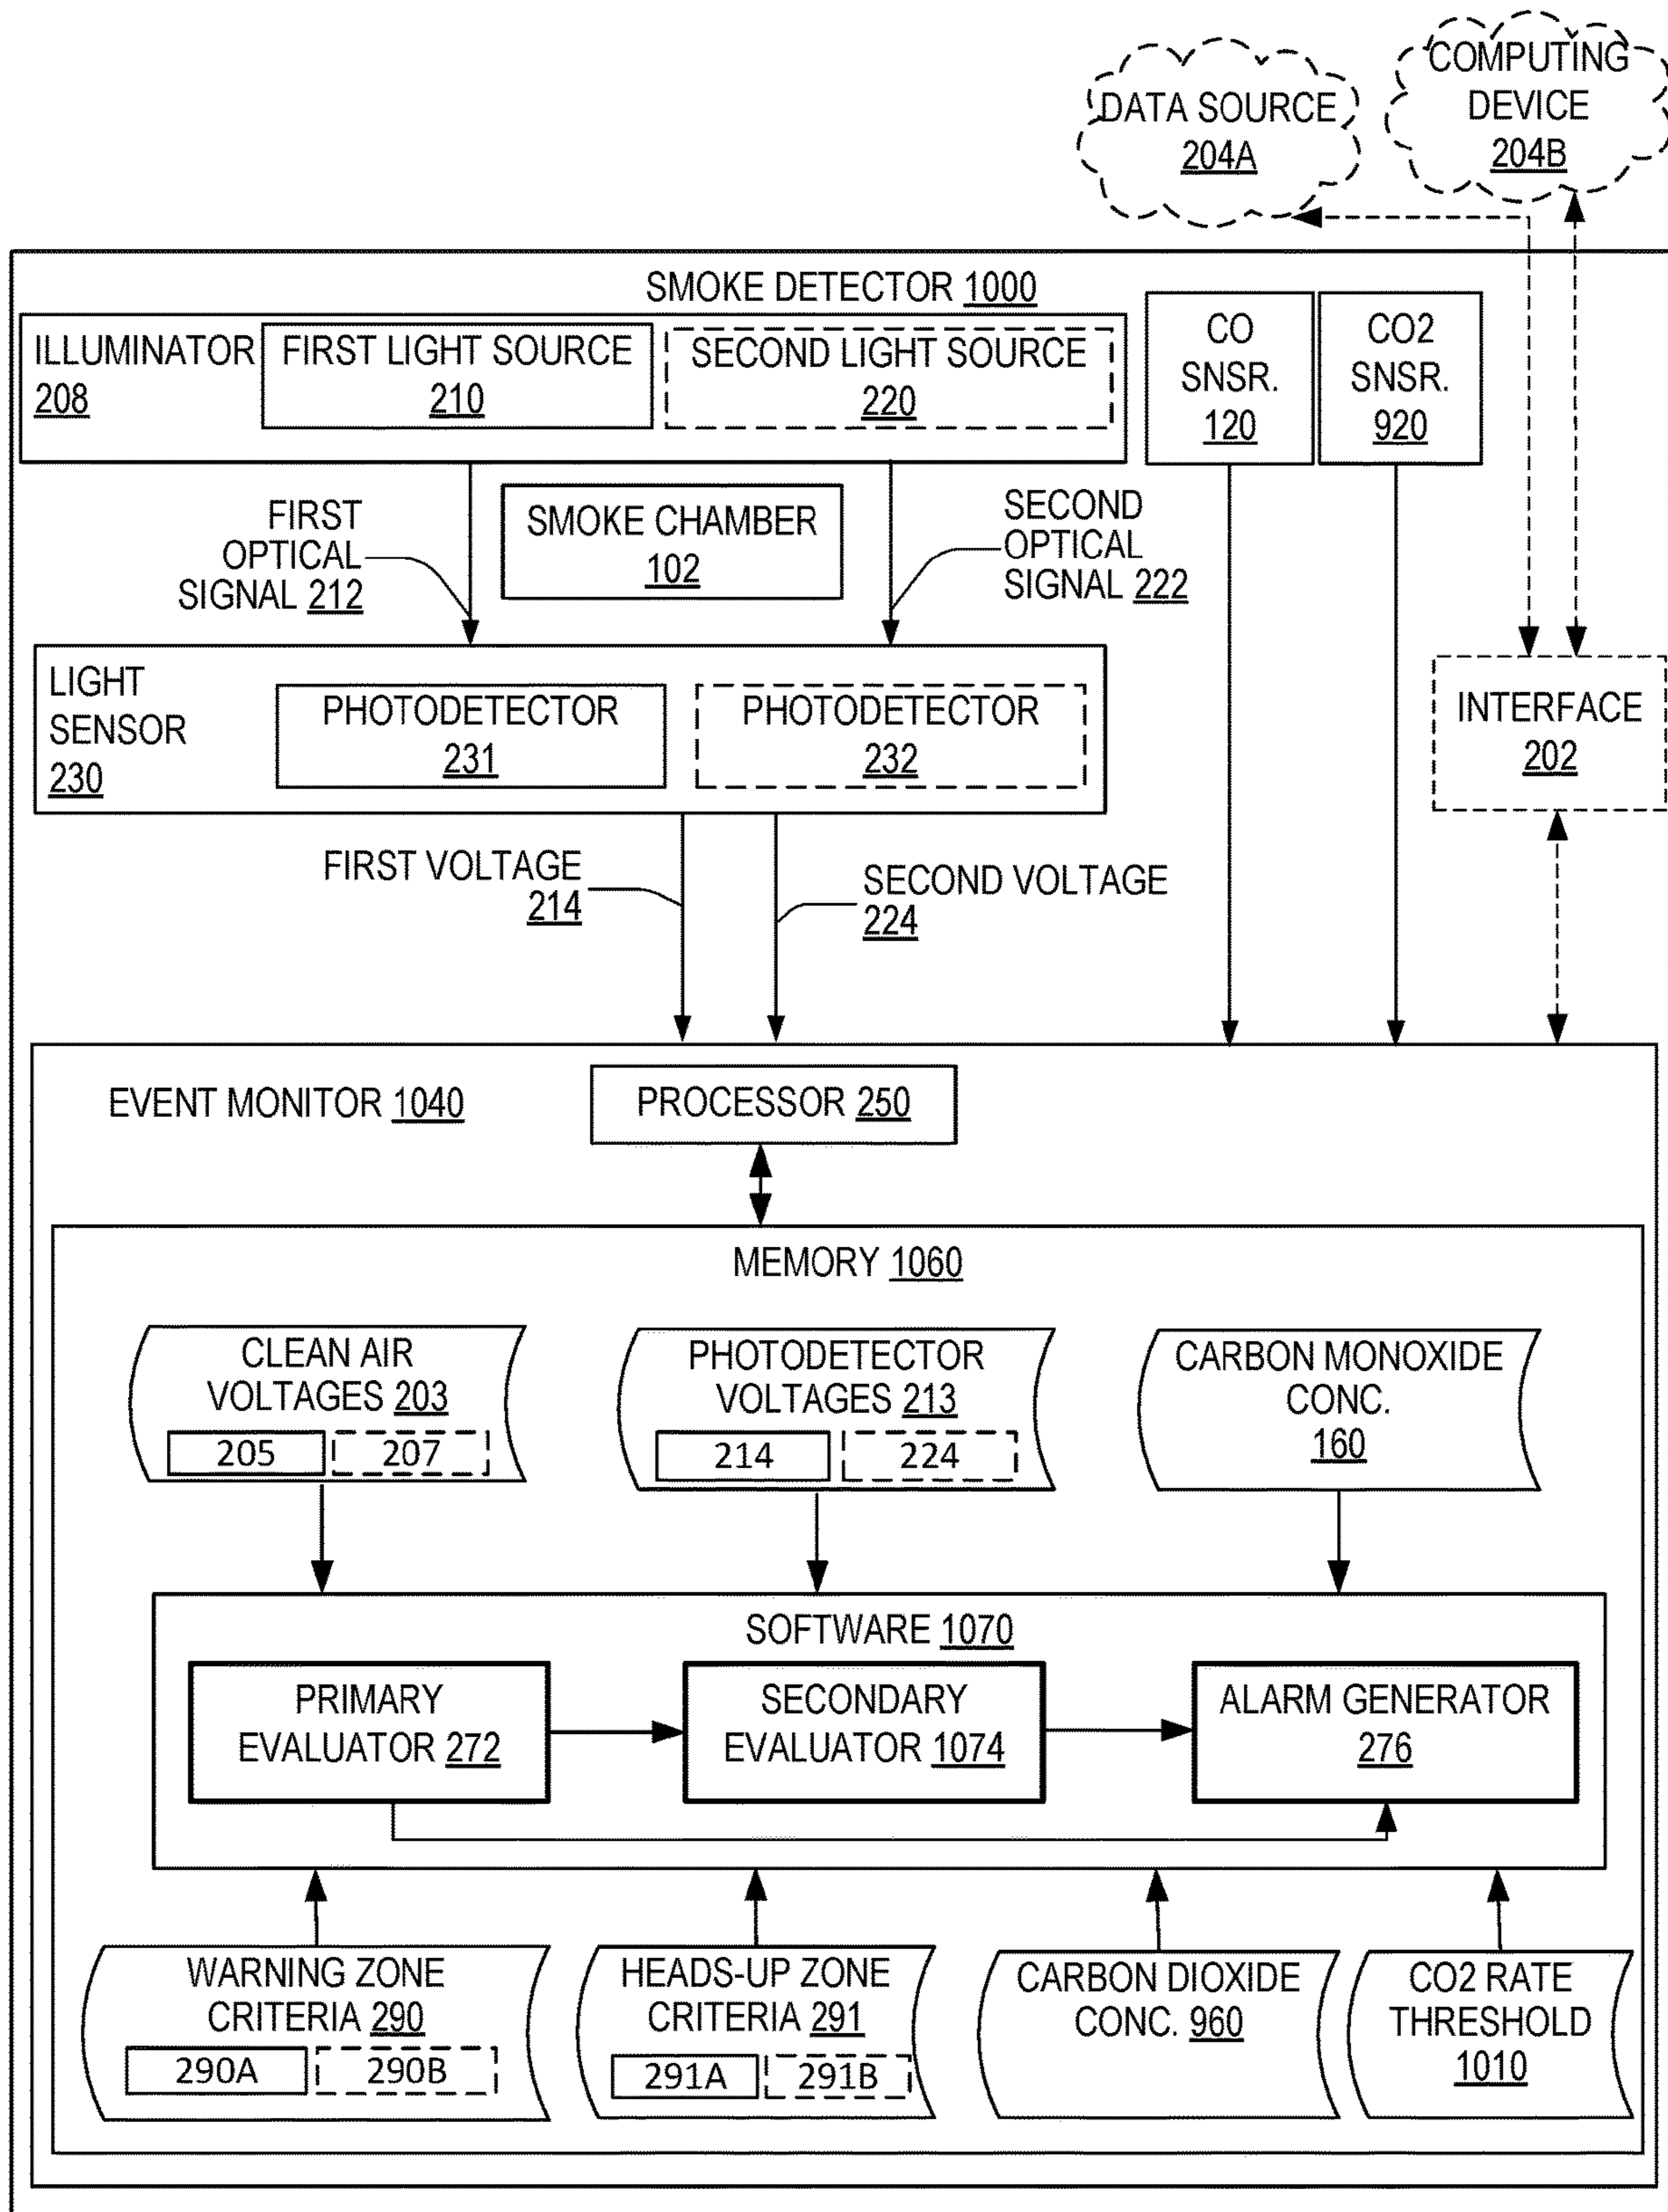 DATA SOURCE
204A
COMPUTING
DEVICE
204B
SMOKE DETECTOR 1000
ILLUMINATOR
208
FIRST LIGHT SOURCE
210
SECOND LIGHT SOURCE
220
CO
SNSR.
120
CO2
SNSR.
920
FIRST
OPTICAL
SIGNAL 212
SMOKE CHAMBER
102
SECOND
OPTICAL
SIGNAL 222
LIGHT
SENSOR
230
PHOTODETECTOR
231
PHOTODETECTOR
232
INTERFACE
202
FIRST VOLTAGE
214
SECOND VOLTAGE
224
EVENT MONITOR 1040
PROCESSOR 250
MEMORY 1060
CLEAN AIR
VOLTAGES 203
205
207
PHOTODETECTOR
VOLTAGES 213
214
224
CARBON MONOXIDE
CONC.
160
SOFTWARE 1070
PRIMARY
EVALUATOR 272
SECONDARY
EVALUATOR 1074
ALARM GENERATOR
276
WARNING ZONE
CRITERIA 290
290A
290B
HEADS-UP ZONE
CRITERIA 291
291A
291B
CARBON DIOXIDE
CONC. 960
CO2 RATE
THRESHOLD
1010